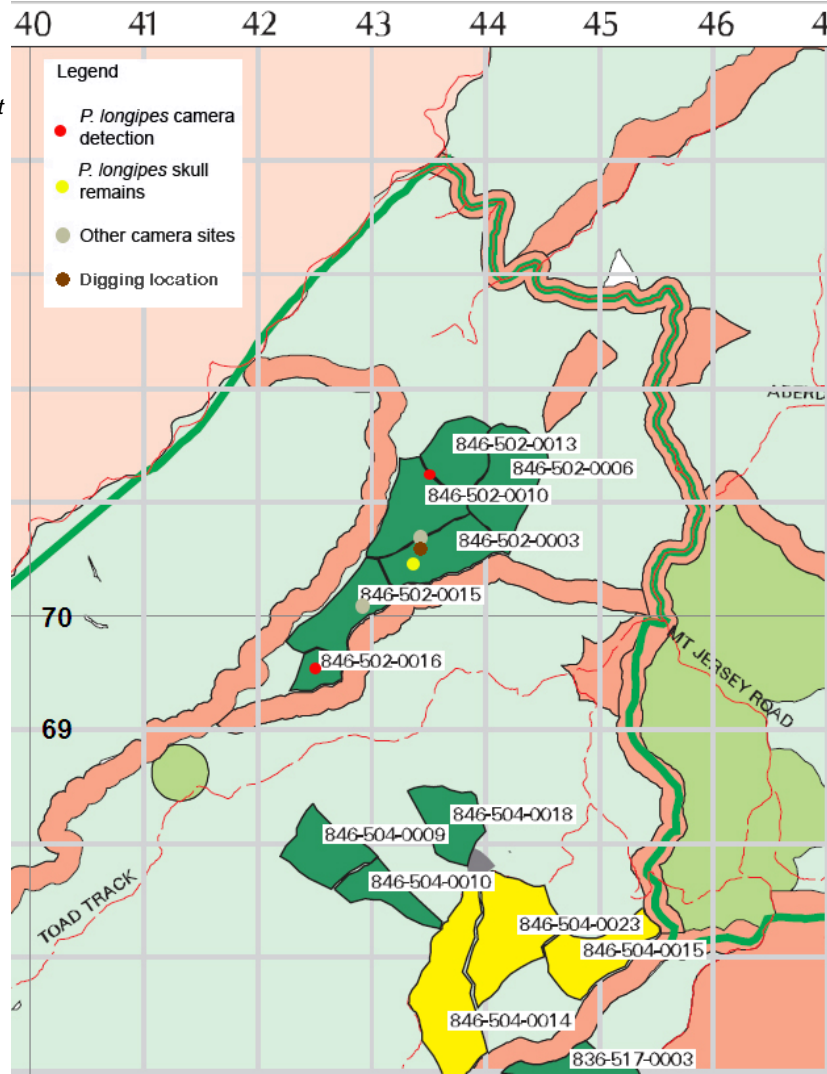 40 41 42 43 44 45 46 4
t
Legend
P. longipes camera
detection
P. longipes skull
remains
Other camera sites
Digging location
ABERD
846-502-0013
846-502-0006
846-502-0010
846-502-0003
846-502-0015
70
846-502-0016
MT JERSEY ROAD
69
846-504-0018
846-504-0009
846-504-0010
TOAD TRACK
846-504-0023
846-504-0015
846-504-0014
836-517-0003